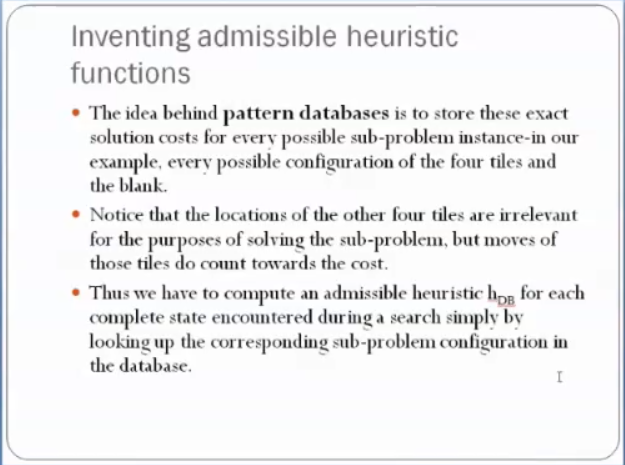 Inventing admissible heuristic
functions
• The idea behind pattern databases is to store these exact
solution costs for every possible sub-problem instance-in our
example, every possible configuration of the four tiles and
the blank.
• Notice that the locations of the other four tiles are irrelevant
for the purposes of solving the sub-problem, but moves of
those tiles do count towards the cost.
• Thus we have to compute an admissible heuristic hDB for each
complete state encountered during a search simply by
looking up the corresponding sub-problem configuration in
the database.